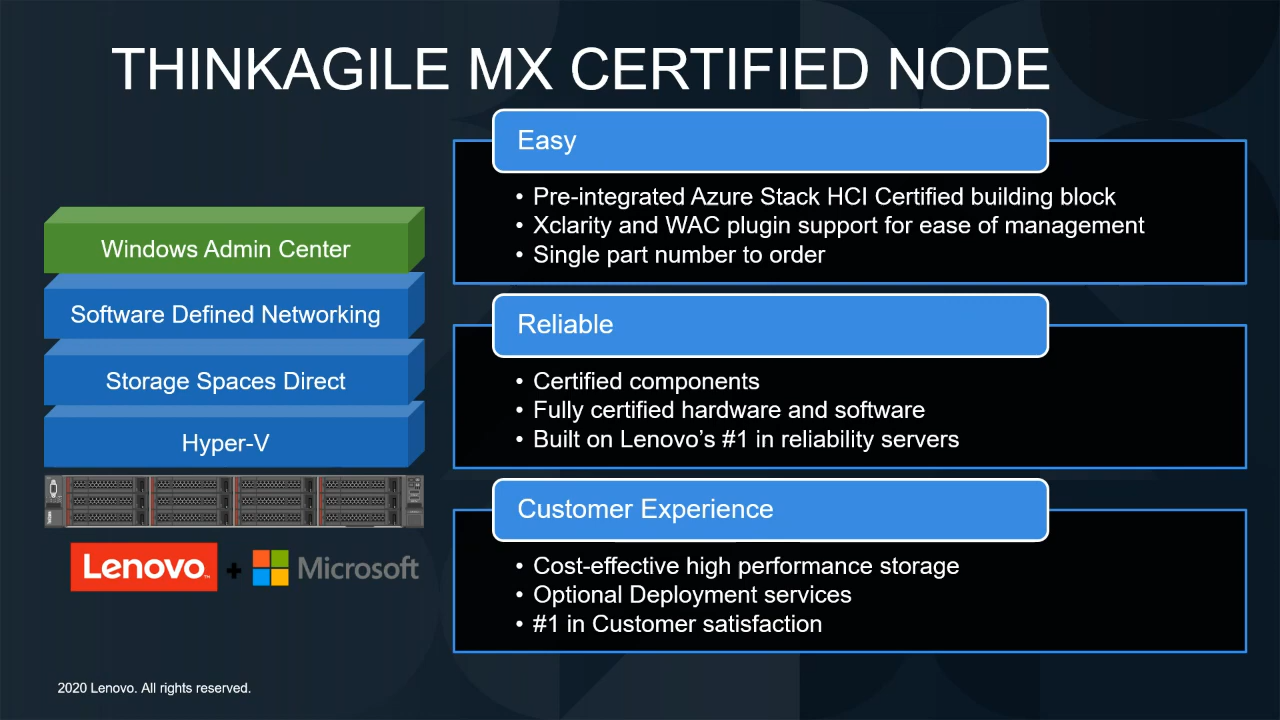 THINKAGILE MX CERTIFIED NODE
Windows Admin Center
Software Defined Networking
Storage Spaces Direct
Hyper-V
Lenovo™ + Microsoft
Easy
• Pre-integrated Azure Stack HCI Certified building block
• Xclarity and WAC plugin support for ease of management
• Single part number to order
Reliable
• Certified components
• Fully certified hardware and software
• Built on Lenovo’s #1 in reliability servers
Customer Experience
• Cost-effective high performance storage
• Optional Deployment services
• #1 in Customer satisfaction
2020 Lenovo. All rights reserved.